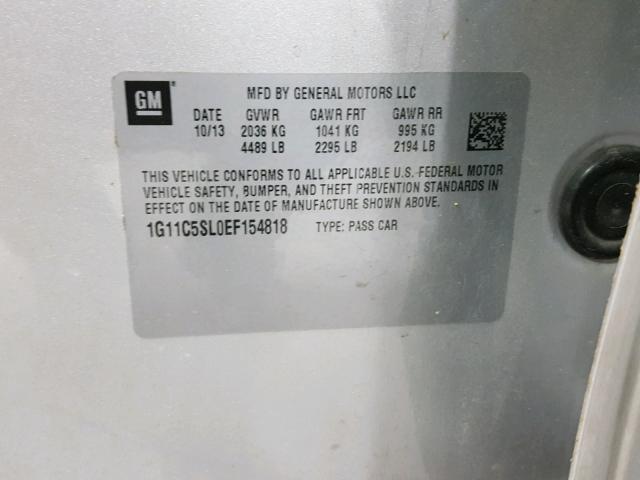 GM ®
MFD BY GENERAL MOTORS LLC
DATE GVWR GAWR FRT GAWR RR
10/13 2036 KG 1041 KG 995 KG
4489 LB 2295 LB 2194 LB
THIS VEHICLE CONFORMS TO ALL APPLICABLE U.S. FEDERAL MOTOR
VEHICLE SAFETY, BUMPER, AND THEFT PREVENTION STANDARDS IN
EFFECT ON THE DATE OF MANUFACTURE SHOWN ABOVE.
1G11C5SL0EF154818 TYPE: PASS CAR